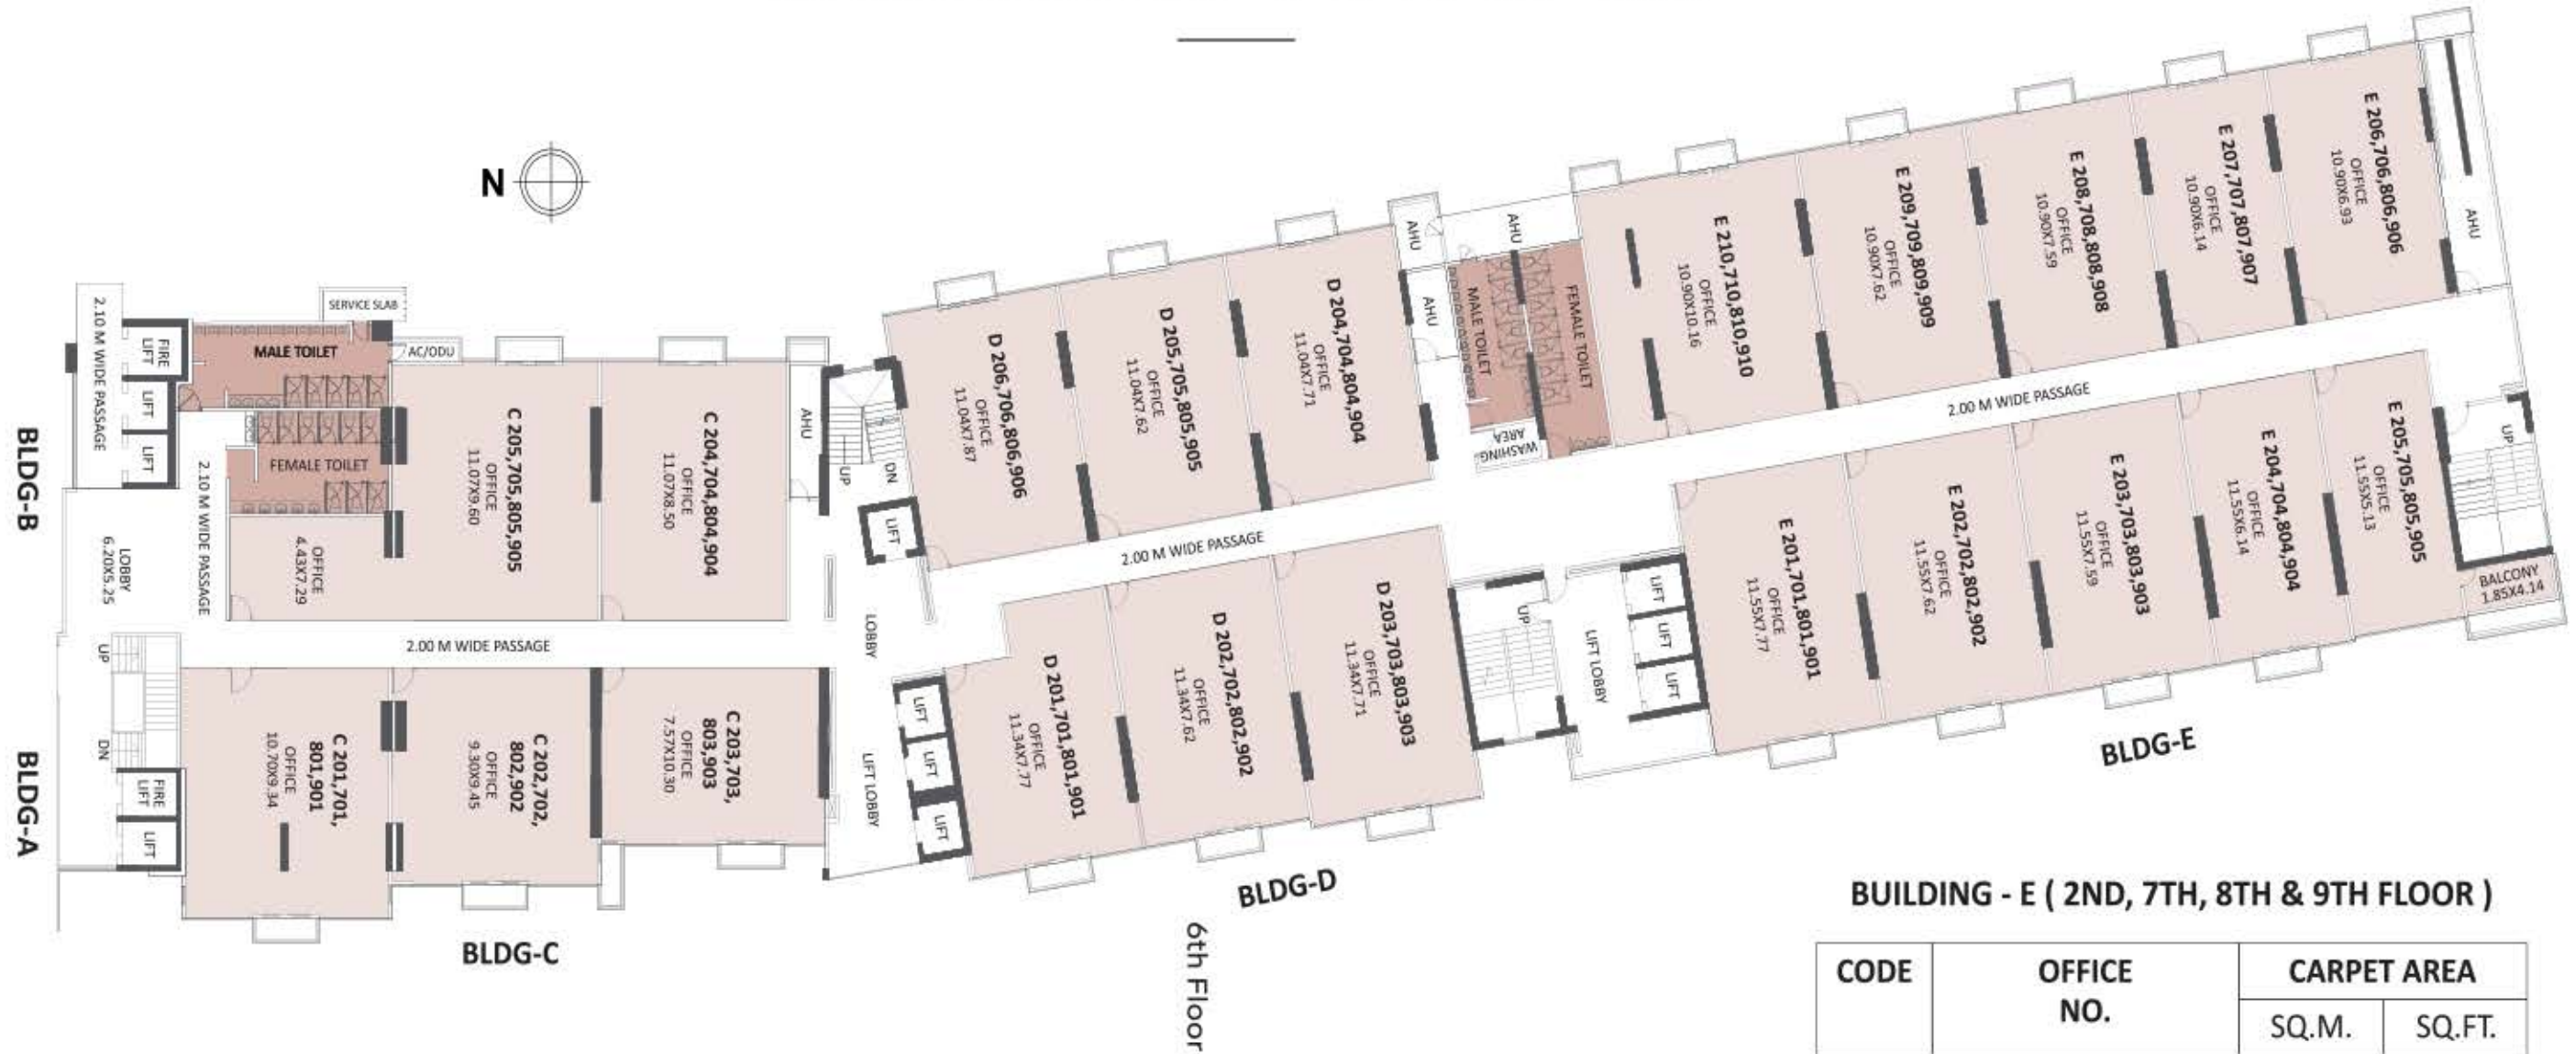 N
BLDG-B
BLDG-A
2.10 M WIDE PASSAGE
FIRE
LIFT
LIFT
LIFT
SERVICE SLAB
MALE TOILET
AC/ODU
FEMALE TOILET
2.10 M WIDE PASSAGE
LOBBY
6.20X5.25
OFFICE
4.43X7.29
C 205,705,805,905
OFFICE
11.07X9.60
C 204,704,804,904
OFFICE
11.07X8.50
AHU
UP
DN
LIFT
2.00 M WIDE PASSAGE
UP
DN
FIRE
LIFT
LIFT
C 201,701,
801,901
OFFICE
10.70X9.34
C 202,702,
802,902
OFFICE
9.30X9.45
C 203,703,
803,903
OFFICE
7.57X10.30
LOBBY
LIFT LOBBY
LIFT
LIFT
LIFT
BLDG-C
D 206,706,806,906
OFFICE
11.04X7.87
D 205,705,805,905
OFFICE
11.04X7.62
D 204,704,804,904
OFFICE
11.04X7.71
AHU
AHU
AHU
MALE TOILET
FEMALE TOILET
WASHING
AREA
2.00 M WIDE PASSAGE
D 201,701,801,901
OFFICE
11.34X7.77
D 202,702,802,902
OFFICE
11.34X7.62
D 203,703,803,903
OFFICE
11.34X7.71
BLDG-D
UP
LIFT LOBBY
LIFT
LIFT
LIFT
E 210,710,810,910
OFFICE
10.90X10.16
E 209,709,809,909
OFFICE
10.90X7.62
E 208,708,808,908
OFFICE
10.90X7.59
E 207,707,807,907
OFFICE
10.90X6.14
E 206,706,806,906
OFFICE
10.90X6.93
AHU
2.00 M WIDE PASSAGE
E 201,701,801,901
OFFICE
11.55X7.77
E 202,702,802,902
OFFICE
11.55X7.62
E 203,703,803,903
OFFICE
11.55X7.59
E 204,704,804,904
OFFICE
11.55X6.14
E 205,705,805,905
OFFICE
11.55X5.13
UP
BALCONY
1.85X4.14
BLDG-E
6th Floor
BUILDING - E ( 2ND, 7TH, 8TH & 9TH FLOOR )
CODE
OFFICE
NO.
CARPET AREA
SQ.M.
SQ.FT.